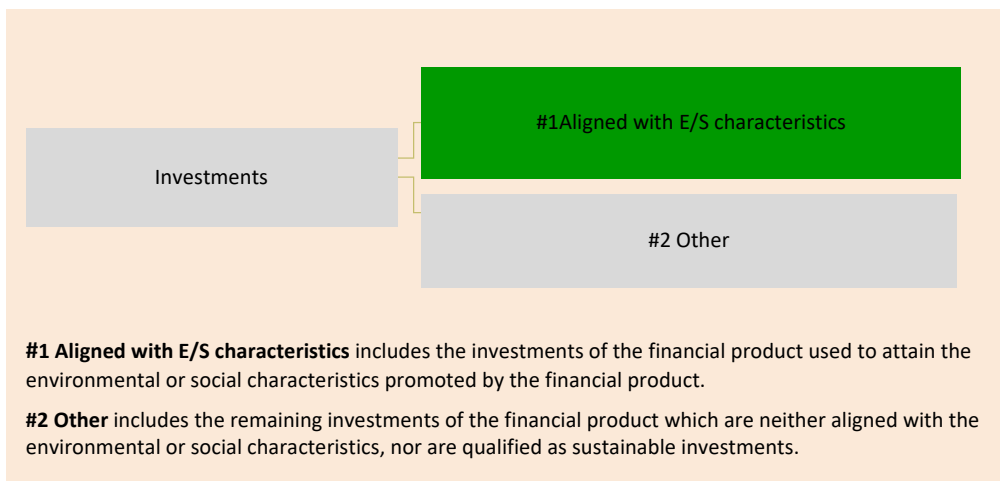 #1Aligned with E/S characteristics
Investments
#2 Other
#1 Aligned with E/S characteristics includes the investments of the financial product used to attain the
environmental or social characteristics promoted by the financial product.
#2 Other includes the remaining investments of the financial product which are neither aligned with the
environmental or social characteristics, nor are qualified as sustainable investments.